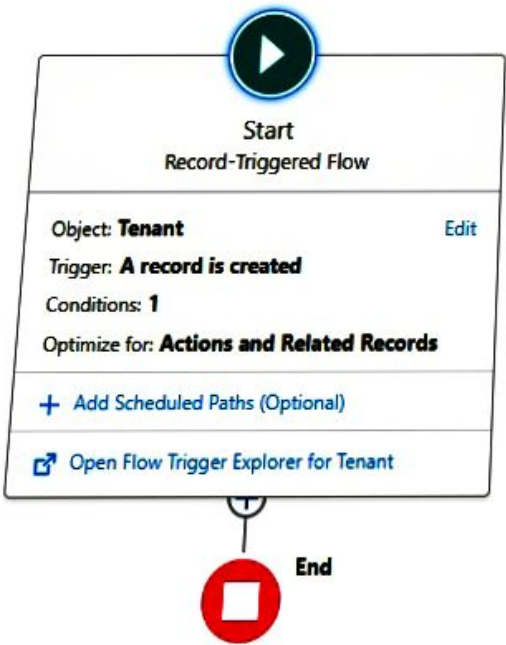 Start
Record-Triggered Flow
Object: Tenant
Edit
Trigger: A record is created
Conditions: 1
Optimize for: Actions and Related Records
Add Scheduled Paths (Optional)
Open Flow Trigger Explorer for Tenant
End